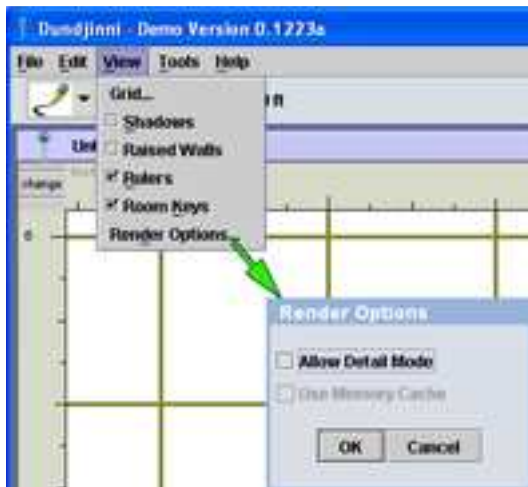 Dundjinni - Demo Version 0.1223a
File Edit View Tools Help
Grid...
Shadows
Raised Walls
Rulers
Room Keys
Render Options...
change
0
Render Options
Allow Detail Mode
Use Memory Cache
OK Cancel